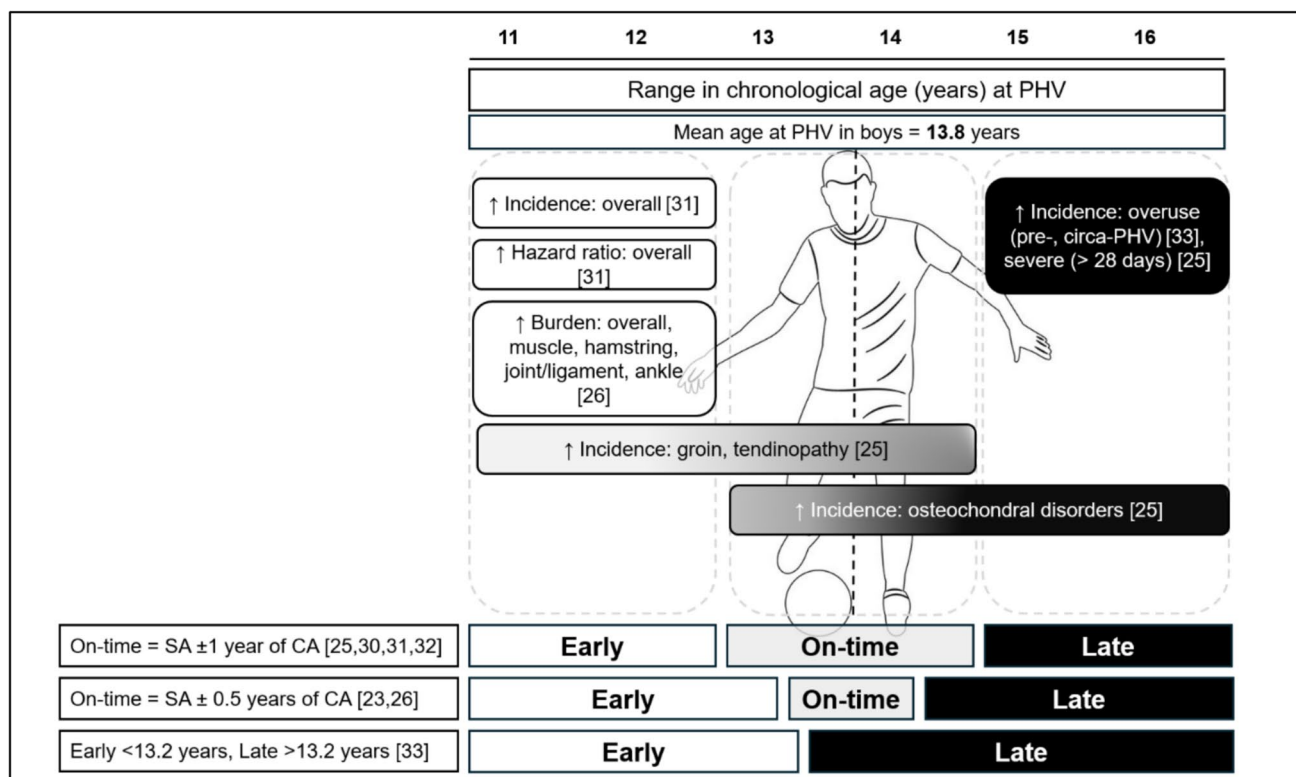 11 12 13 14 15 16
Range in chronological age (years) at PHV
Mean age at PHV in boys = 13.8 years
↑ Incidence: overall [31]
↑ Hazard ratio: overall
[31]
↑ Burden: overall,
muscle, hamstring,
joint/ligament, ankle
[26]
↑ Incidence: overuse
(pre-, circa-PHV) [33],
severe (> 28 days) [25]
↑ Incidence: groin, tendinopathy [25]
↑ Incidence: osteochondral disorders [25]
On-time = SA ±1 year of CA [25,30,31,32] Early On-time Late
On-time = SA ± 0.5 years of CA [23,26] Early On-time Late
Early <13.2 years, Late >13.2 years [33] Early Late